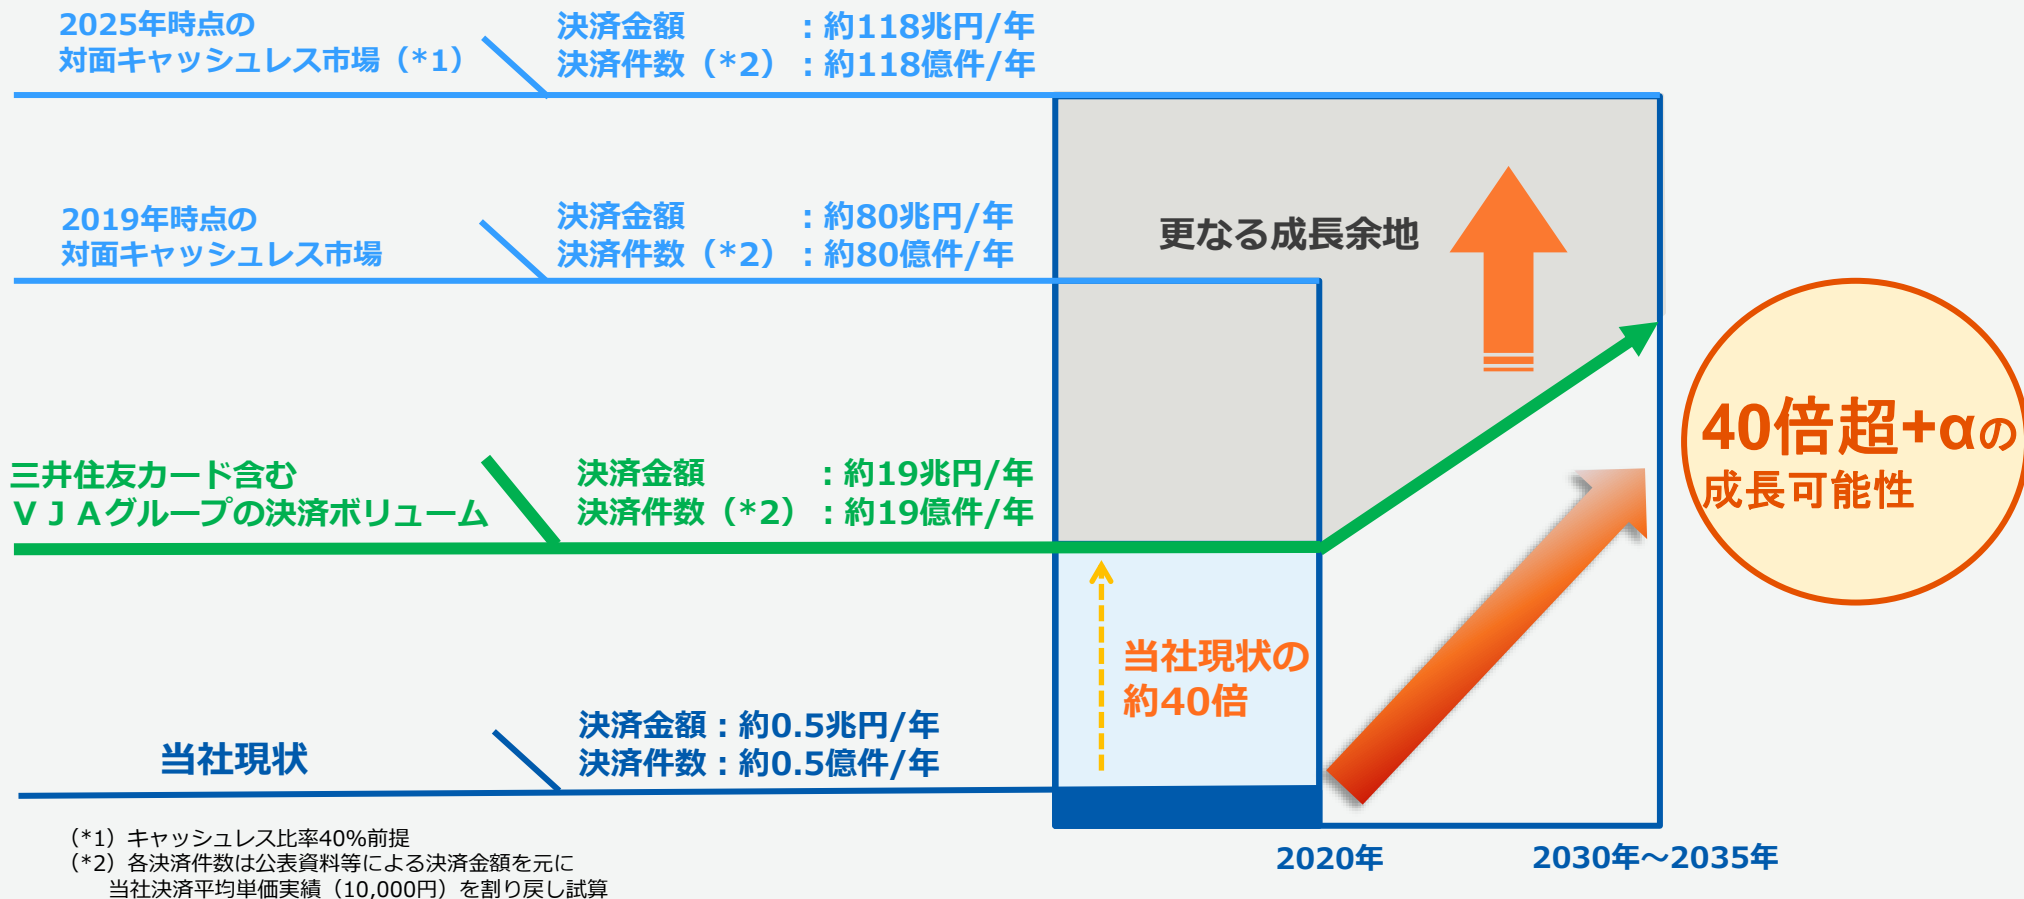 2025年時点の
対面キャッシュレス市場（*1）
決済金額　　　：約118兆円/年
決済件数（*2）：約118億件/年
2019年時点の
対面キャッシュレス市場
決済金額　　　：約80兆円/年
決済件数（*2）：約80億件/年
更なる成長余地
三井住友カード含む
ＶＪＡグループの決済ボリューム
決済金額　　　：約19兆円/年
決済件数（*2）：約19億件/年
40倍超+αの
成長可能性
当社現状の
約40倍
当社現状
決済金額：約0.5兆円/年
決済件数：約0.5億件/年
2020年
2030年～2035年
（*1）キャッシュレス比率40%前提
（*2）各決済件数は公表資料等による決済金額を元に
当社決済平均単価実績（10,000円）を割り戻し試算